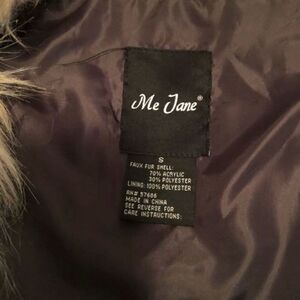 Me Jane®
S
FAUX FUR SHELL:
70% ACRYLIC
30% POLYESTER
LINING: 100% POLYESTER
RN# 57666
MADE IN CHINA
SEE REVERSE FOR
CARE INSTRUCTIONS: